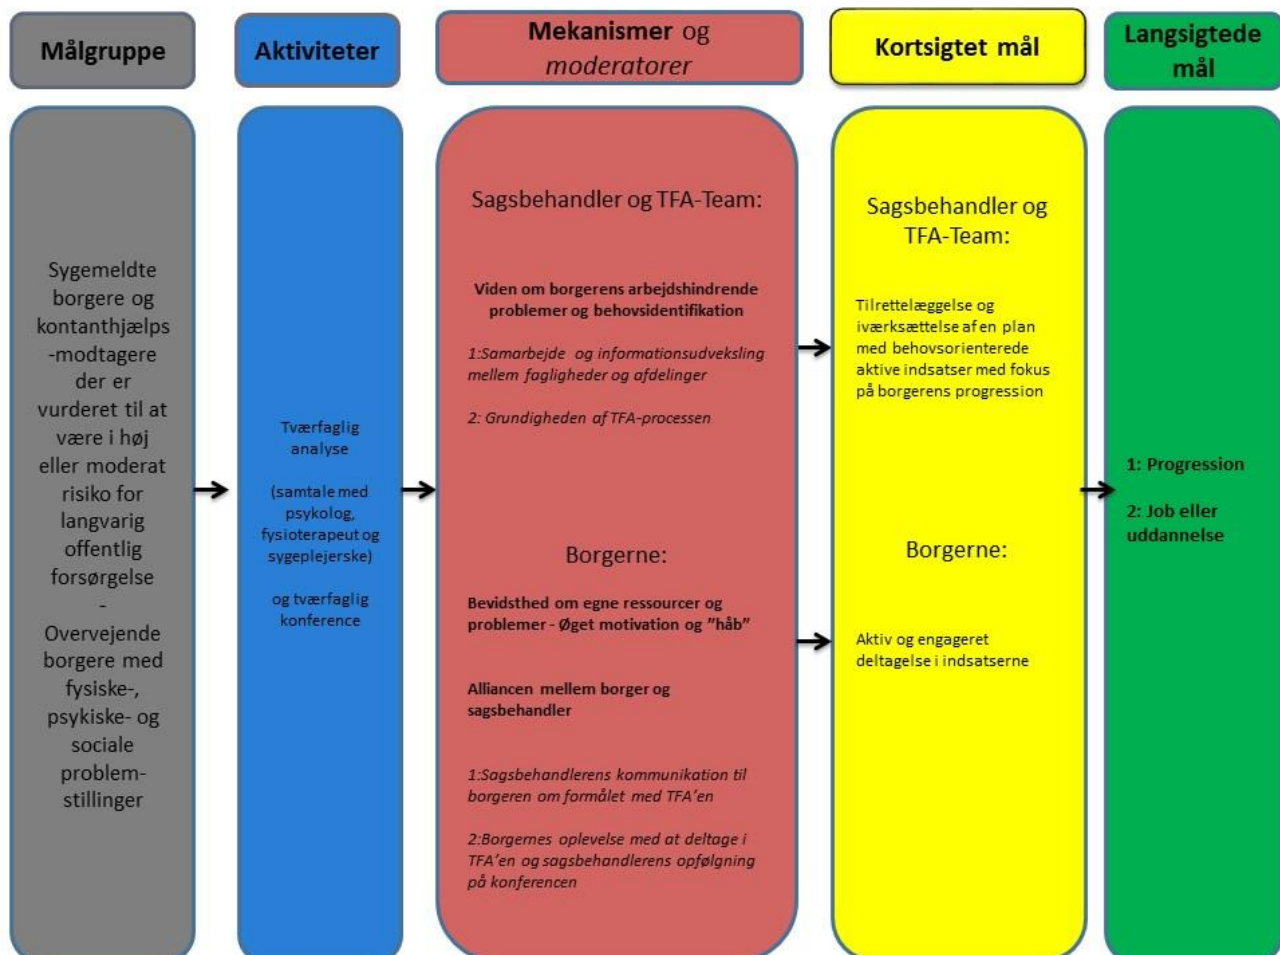 Målgruppe
Aktiviteter
Mekanismer og
moderatorer
Kortsigtet mål
Langsigtede
mål
Sygemeldte
borgere og
kontanthjælps
-modtagere
der er
vurderet til at
være i høj
eller moderat
risiko for
langvarig
offentlig
forsørgelse
-
Overvejende
borgere med
fysiske-,
psykiske- og
sociale
problem-
stillinger
Tværfaglig
analyse
(samtale med
psykolog,
fysioterapeut og
sygeplejerske)
og tværfaglig
konference
Sagsbehandler og TFA-Team:
Viden om borgerens arbejdshindrende
problemer og behovsidentifikation
1:Samarbejde og informationsudveksling
mellem fagligheder og afdelinger
2: Grundigheden af TFA-processen
Borgerne:
Bevidsthed om egne ressourcer og
problemer - Øget motivation og ”håb”
Alliancen mellem borger og
sagsbehandler
1:Sagsbehandlerens kommunikation til
borgeren om formålet med TFA’en
2:Borgernes oplevelse med at deltage i
TFA’en og sagsbehandlerens opfølgning
på konferencen
Sagsbehandler og
TFA-Team:
Tilrettelæggelse og
iværksættelse af en plan
med behovsorienterede
aktive indsatser med fokus
på borgerens progression
Borgerne:
Aktiv og engageret
deltagelse i indsatserne
1: Progression
2: Job eller
uddannelse